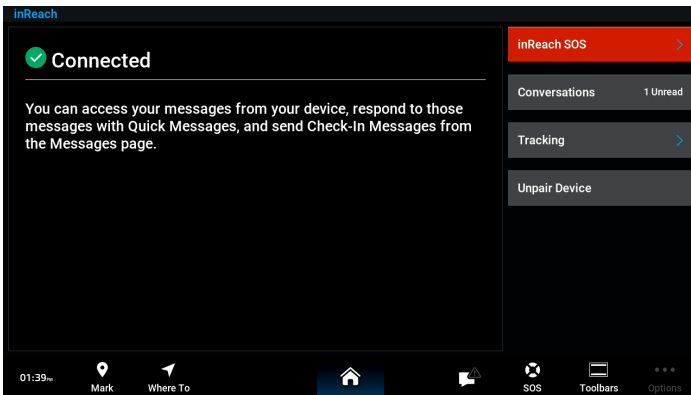 inReach
Connected
You can access your messages from your device, respond to those
messages with Quick Messages, and send Check-In Messages from
the Messages page.
inReach SOS
Conversations 1 Unread
Tracking
Unpair Device
01:39PM
Mark
Where To
SOS
Toolbars
Options